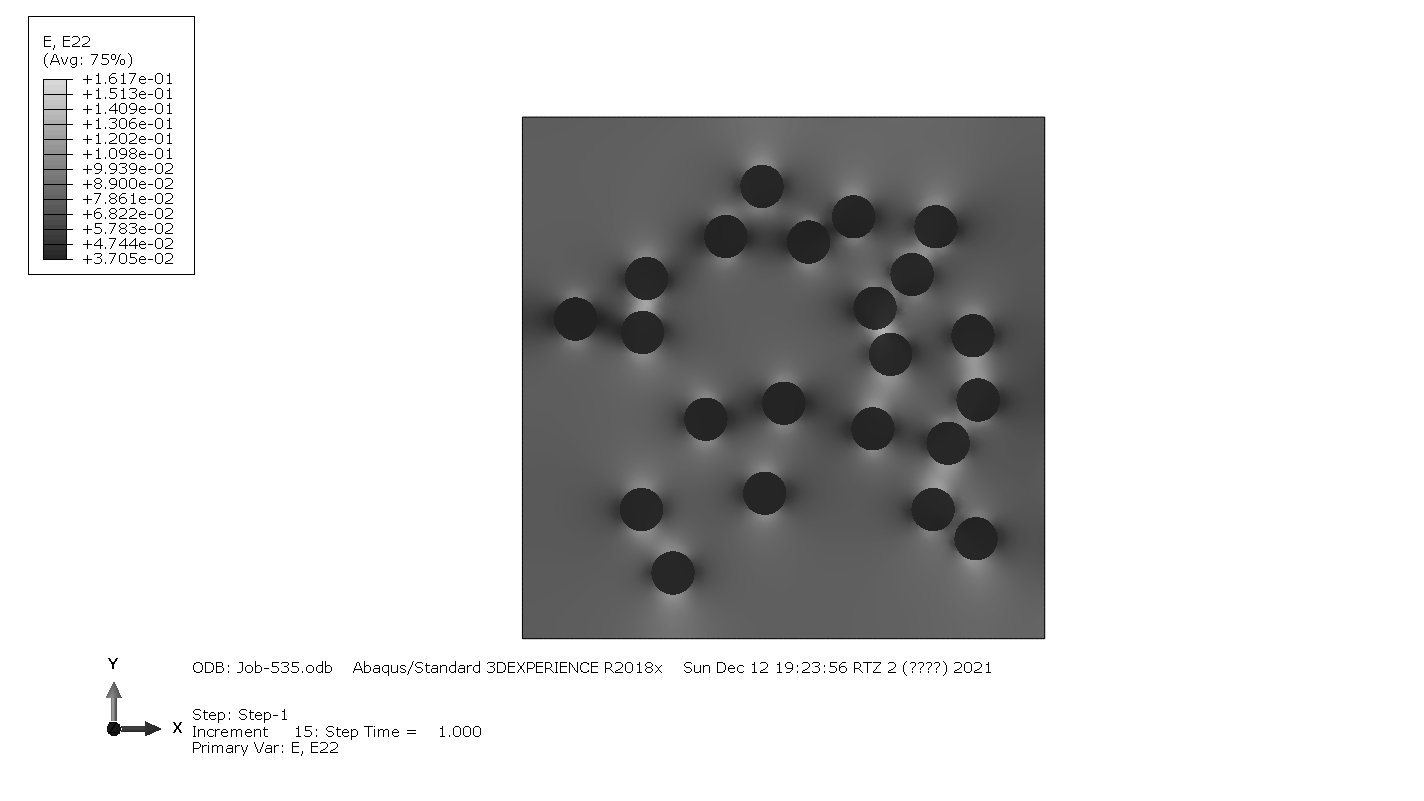 E, E22
(Avg: 75%)
+1.617e-01
+1.513e-01
+1.409e-01
+1.306e-01
+1.202e-01
+1.098e-01
+9.939e-02
+8.900e-02
+7.861e-02
+6.822e-02
+5.783e-02
+4.744e-02
+3.705e-02
Y
X
ODB: Job-535.odb    Abaqus/Standard 3DEXPERIENCE R2018x    Sun Dec 12 19:23:56 RTZ 2 (????) 2021
Step: Step-1
Increment     15: Step Time =    1.000
Primary Var: E, E22